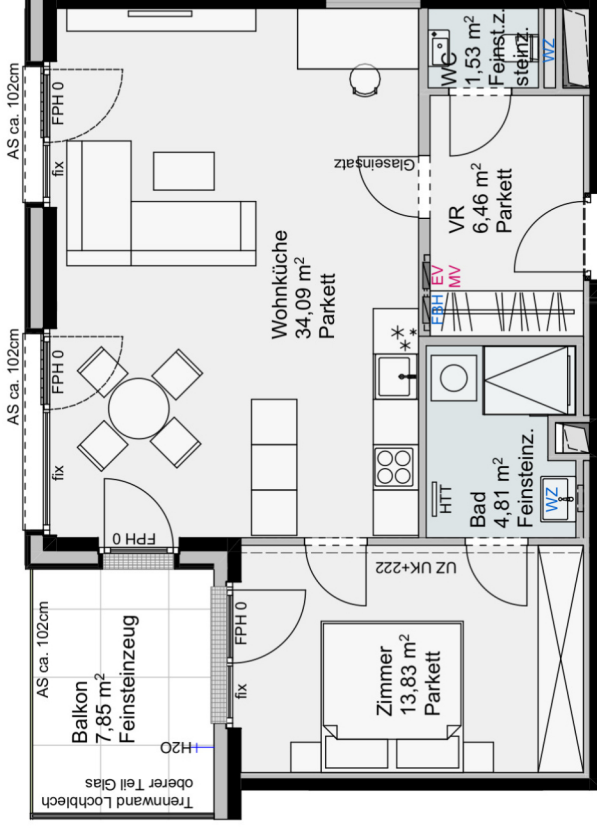 AS ca. 102cm
FPH 0
fix
WC
1,53 m²
Feinst.z.
steinz.
WZ
Glaseinsatz
VR
6,46 m²
Parkett
EV
MV
FBH
Wohnküche
34,09 m²
Parkett
AS ca. 102cm
FPH 0
fix
FPH 0
HTT
Bad
4,81 m²
Feinsteinz.
WZ
UZ UK+222
AS ca. 102cm
Balkon
7,85 m²
Feinsteinzeug
H2O
Trennwand Lochblech
oberer Teil Glas
FPH 0
fix
Zimmer
13,83 m²
Parkett